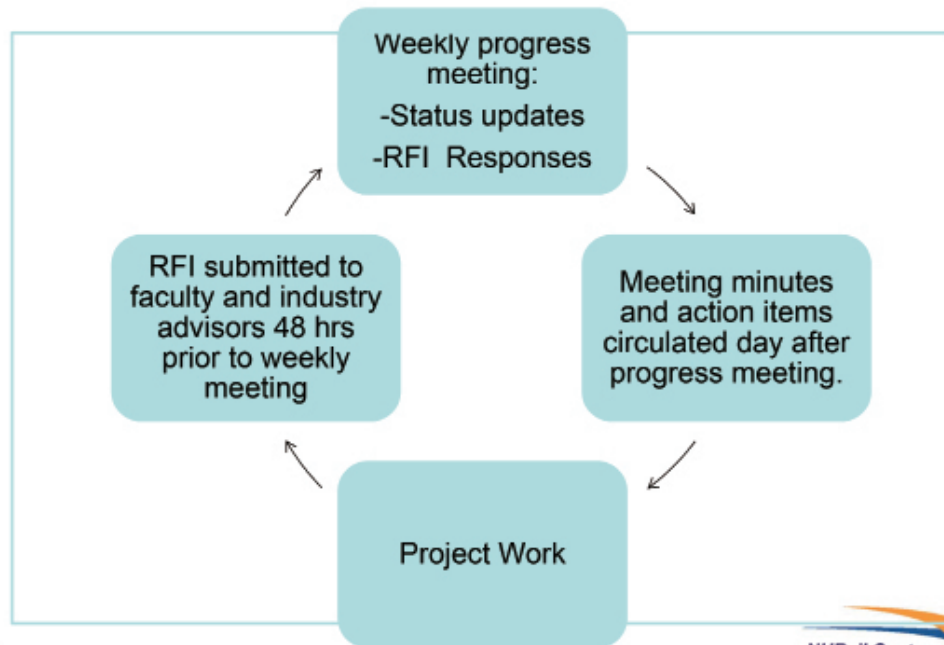 Weekly progress
meeting:
-Status updates
-RFI Responses
RFI submitted to
faculty and industry
advisors 48 hrs
prior to weekly
meeting
Meeting minutes
and action items
circulated day after
progress meeting.
Project Work